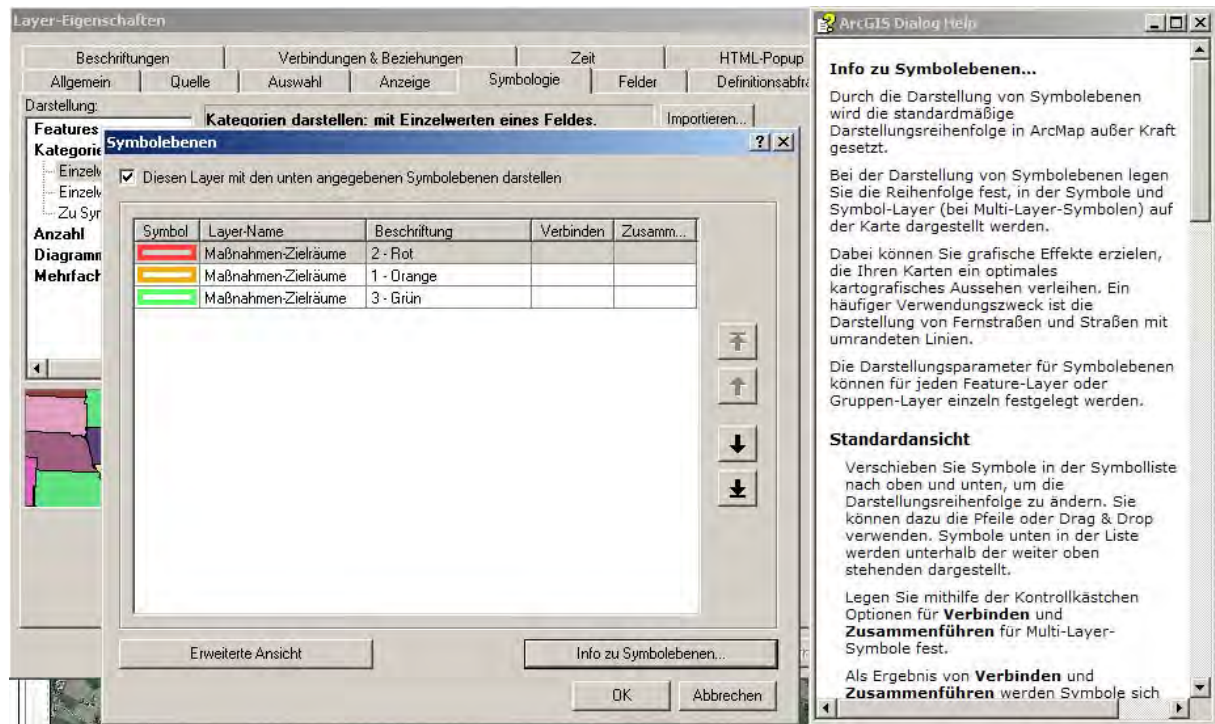 Layer-Eigenschaften
Beschriftungen Verbindungen & Beziehungen Zeit HTML-Popup
Allgemein Quelle Auswahl Anzeige Symbologie Felder Definitionsabfra
Darstellung:
Features
Kategorie
Einzelw
Einzelw
Zu Syr
Anzahl
Diagramm
Mehrfach
Kategorien darstellen: mit Einzelwerten eines Feldes.
Importieren...
Symbolebenen
Diesen Layer mit den unten angegebenen Symbolebenen darstellen
Symbol Layer-Name Beschriftung Verbinden Zusamm...
Maßnahmen-Zielräume 2 - Rot
Maßnahmen-Zielräume 1 - Orange
Maßnahmen-Zielräume 3 - Grün
Erweiterte Ansicht
Info zu Symbolebenen...
OK Abbrechen
ArcGIS Dialog Help
Info zu Symbolebenen...
Durch die Darstellung von Symbolebenen
wird die standardmäßige
Darstellungsreihenfolge in ArcMap außer Kraft
gesetzt.
Bei der Darstellung von Symbolebenen legen
Sie die Reihenfolge fest, in der Symbole und
Symbol-Layer (bei Multi-Layer-Symbolen) auf
der Karte dargestellt werden.
Dabei können Sie grafische Effekte erzielen,
die Ihren Karten ein optimales
kartografisches Aussehen verleihen. Ein
häufiger Verwendungszweck ist die
Darstellung von Fernstraßen und Straßen mit
umrandeten Linien.
Die Darstellungsparameter für Symbolebenen
können für jeden Feature-Layer oder
Gruppen-Layer einzeln festgelegt werden.
Standardansicht
Verschieben Sie Symbole in der Symbolliste
nach oben und unten, um die
Darstellungsreihenfolge zu ändern. Sie
können dazu die Pfeile oder Drag & Drop
verwenden. Symbole unten in der Liste
werden unterhalb der weiter oben
stehenden dargestellt.
Legen Sie mithilfe der Kontrollkästchen
Optionen für Verbinden und
Zusammenführen für Multi-Layer-
Symbole fest.
Als Ergebnis von Verbinden und
Zusammenführen werden Symbole sich